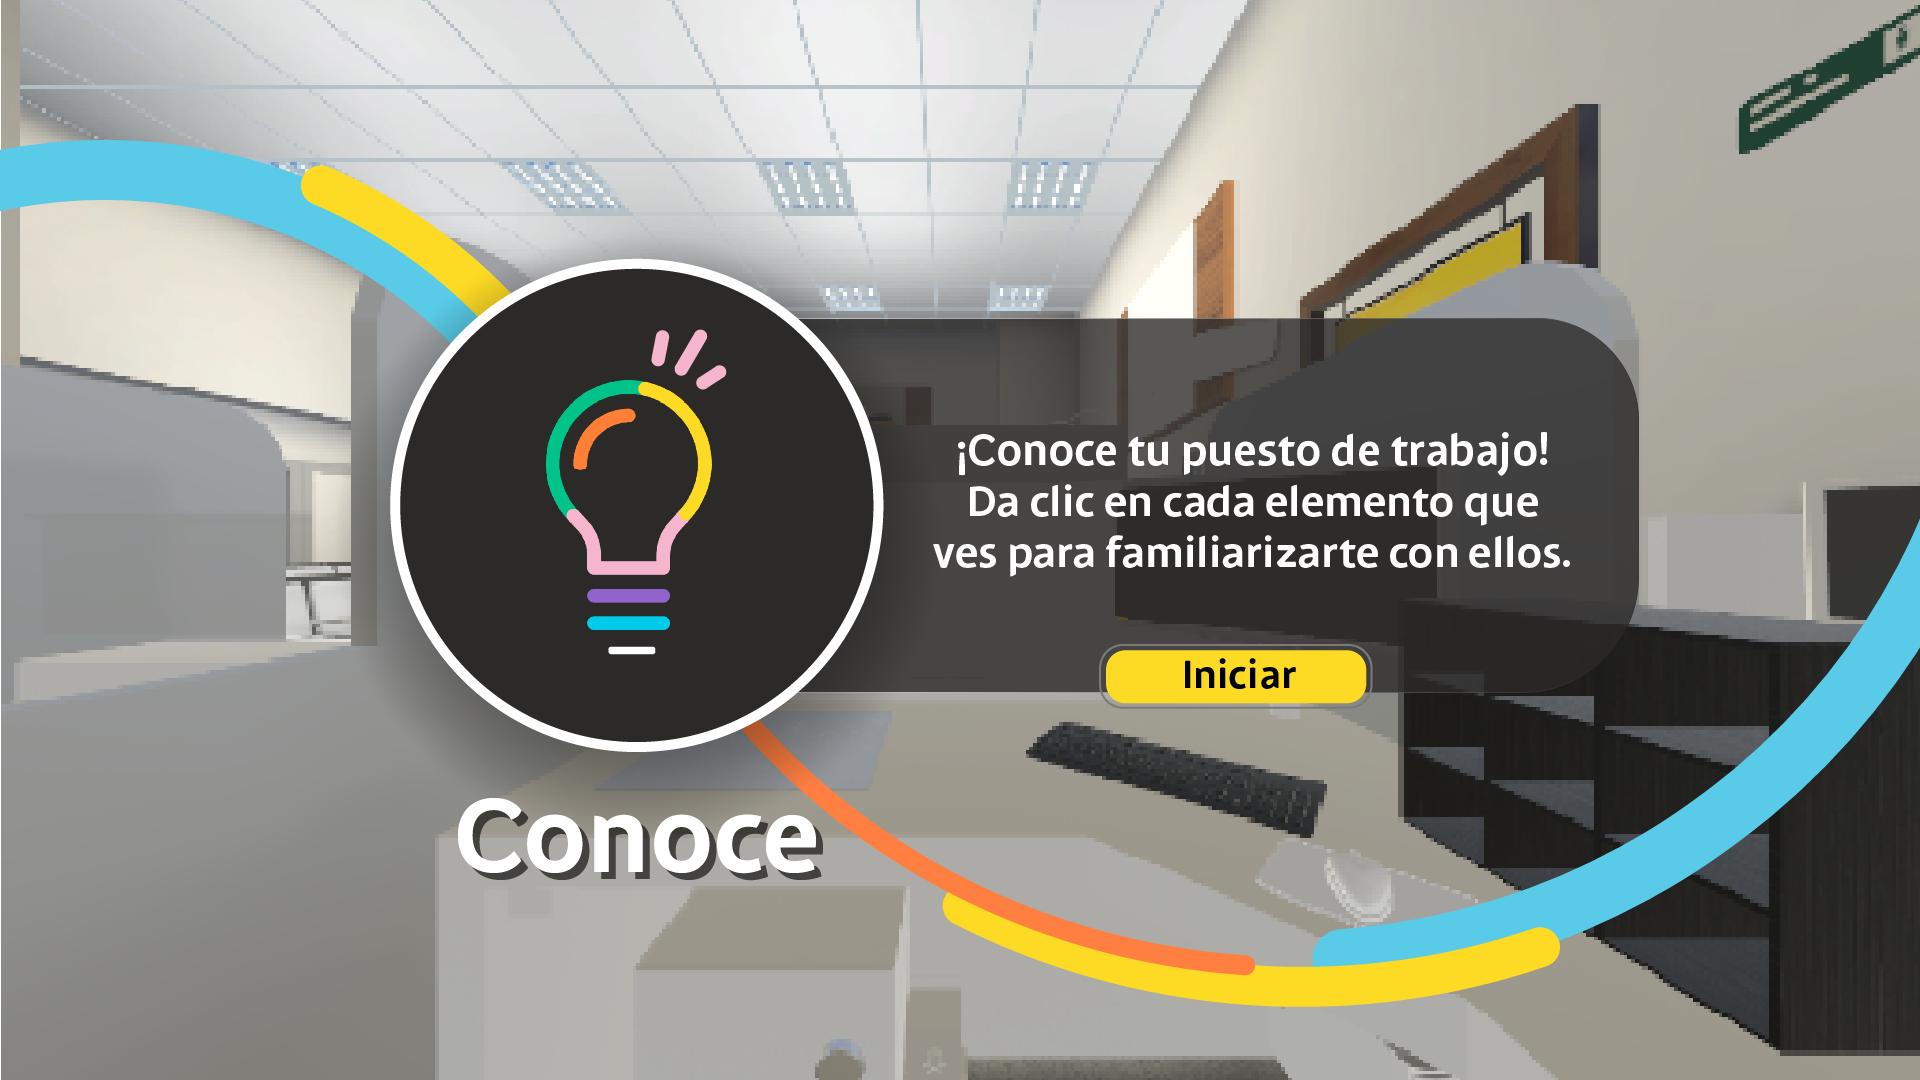 ¡Conoce tu puesto de trabajo!
Da clic en cada elemento que
ves para familiarizarte con ellos.
Iniciar
Conoce